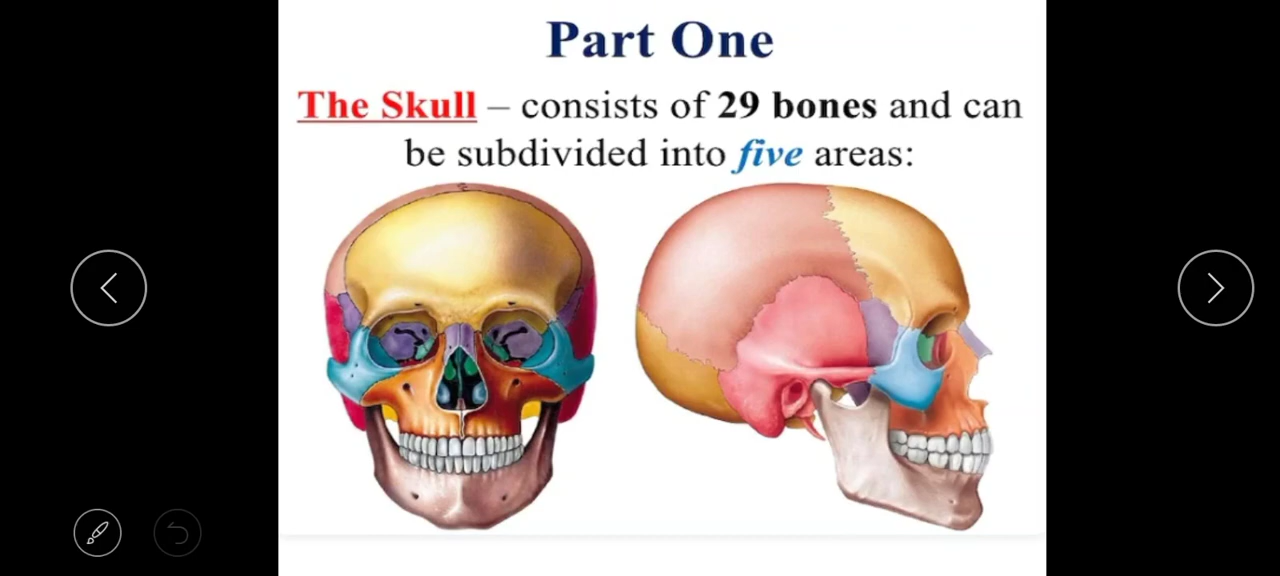 Part One
The Skull – consists of 29 bones and can
be subdivided into five areas: